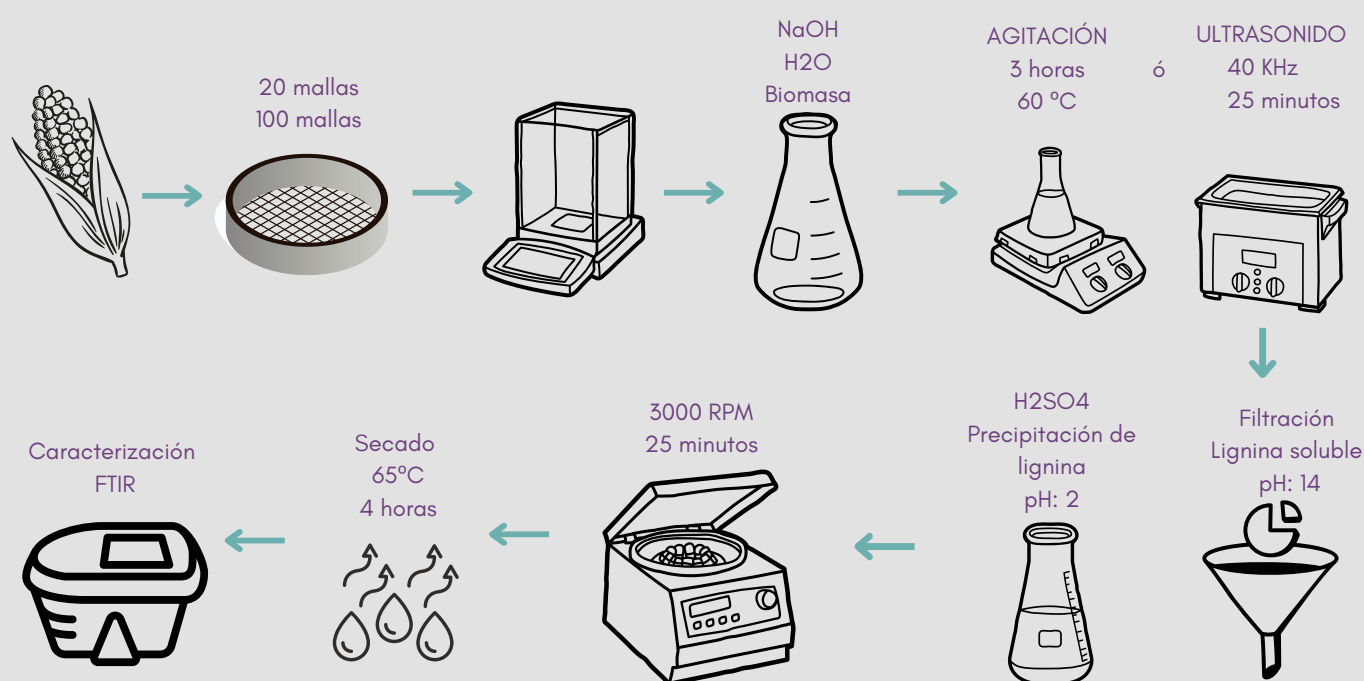 20 mallas
100 mallas
NaOH
H2O
Biomasa
AGITACIÓN
3 horas
60 °C
ó
ULTRASONIDO
40 KHz
25 minutos
Filtración
Lignina soluble
pH: 14
H2SO4
Precipitación de
lignina
pH: 2
3000 RPM
25 minutos
Secado
65°C
4 horas
Caracterización
FTIR